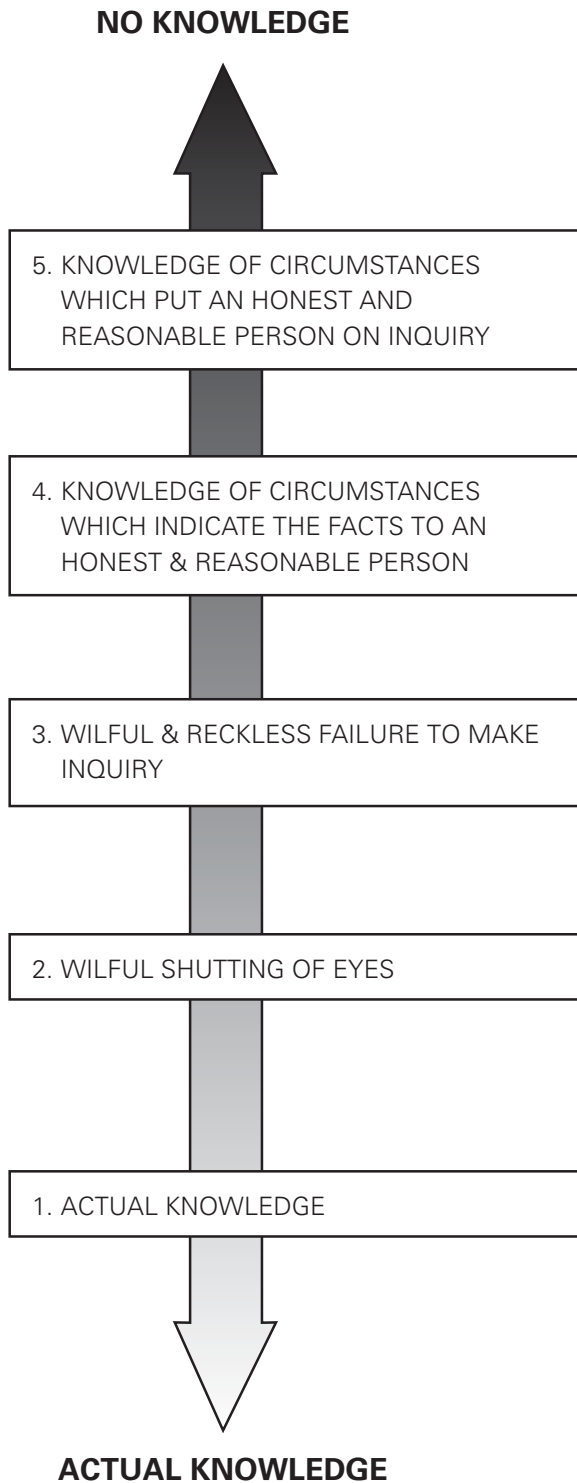 NO KNOWLEDGE
5. KNOWLEDGE OF CIRCUMSTANCES
WHICH PUT AN HONEST AND
REASONABLE PERSON ON INQUIRY
4. KNOWLEDGE OF CIRCUMSTANCES
WHICH INDICATE THE FACTS TO AN
HONEST & REASONABLE PERSON
3. WILFUL & RECKLESS FAILURE TO MAKE
INQUIRY
2. WILFUL SHUTTING OF EYES
1. ACTUAL KNOWLEDGE
ACTUAL KNOWLEDGE